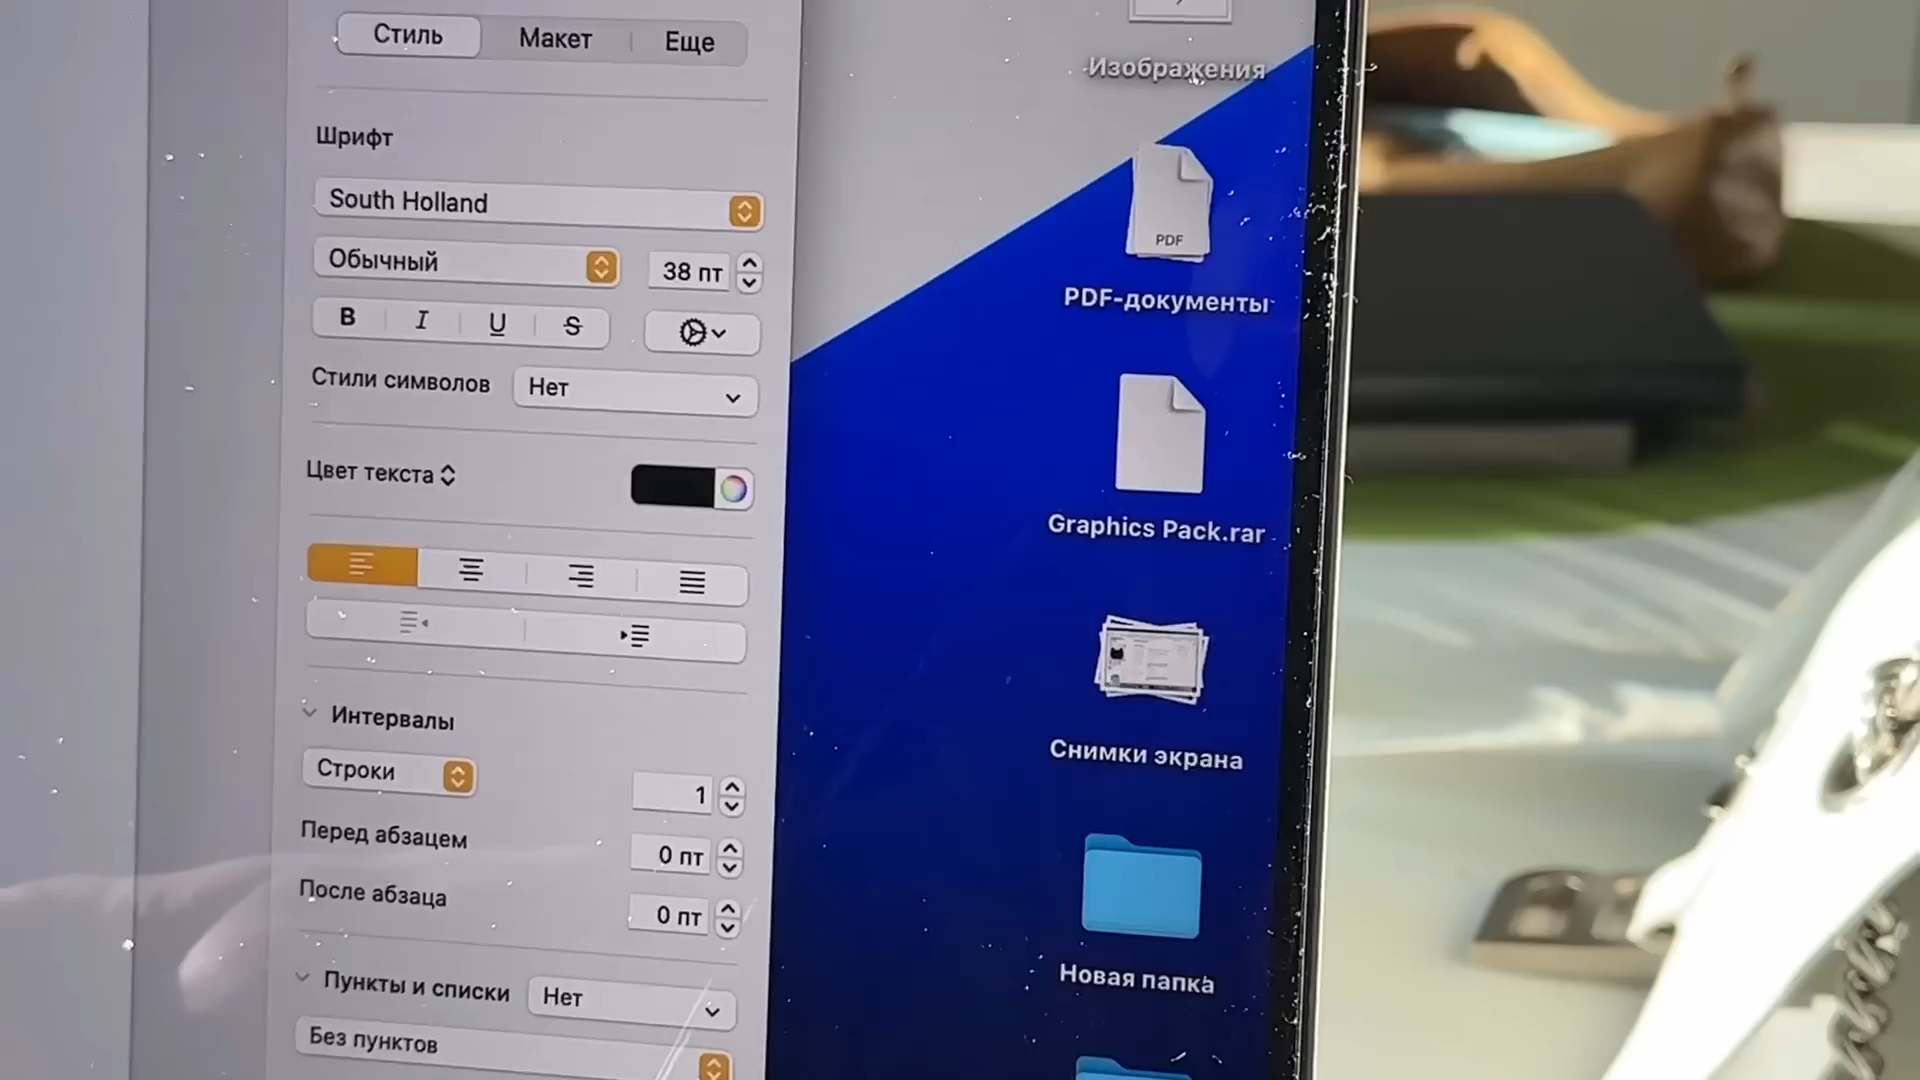 Стиль
Макет
Еще
Шрифт
South Holland
Обычный
38 пт
B I U S
Стили символов
Нет
Цвет текста
Интервалы
Строки
1
Перед абзацем
0 пт
После абзаца
0 пт
Пункты и списки
Нет
Без пунктов
Изображения
PDF
PDF-документы
Graphics Pack.rar
Снимки экрана
Новая папка